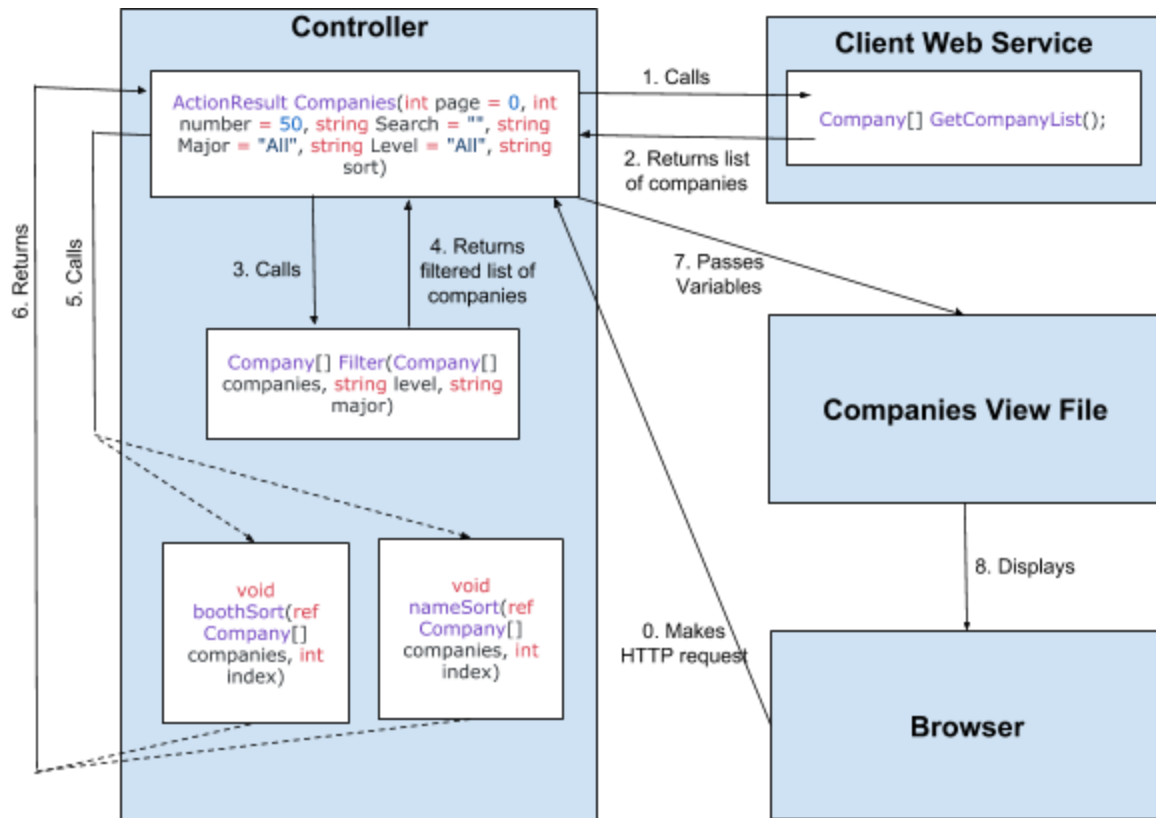 Controller
ActionResult Companies(int page = 0, int
number = 50, string Search = "", string
Major = "All", string Level = "All", string
sort)
1. Calls
2. Returns list
of companies
Client Web Service
Company[] GetCompanyList();
6. Returns
5. Calls
3. Calls
4. Returns
filtered list of
companies
7. Passes
Variables
Company[] Filter(Company[]
companies, string level, string
major)
Companies View File
void
boothSort(ref
Company[]
companies, int
index)
void
nameSort(ref
Company[]
companies, int
index)
8. Displays
0. Makes
HTTP request
Browser